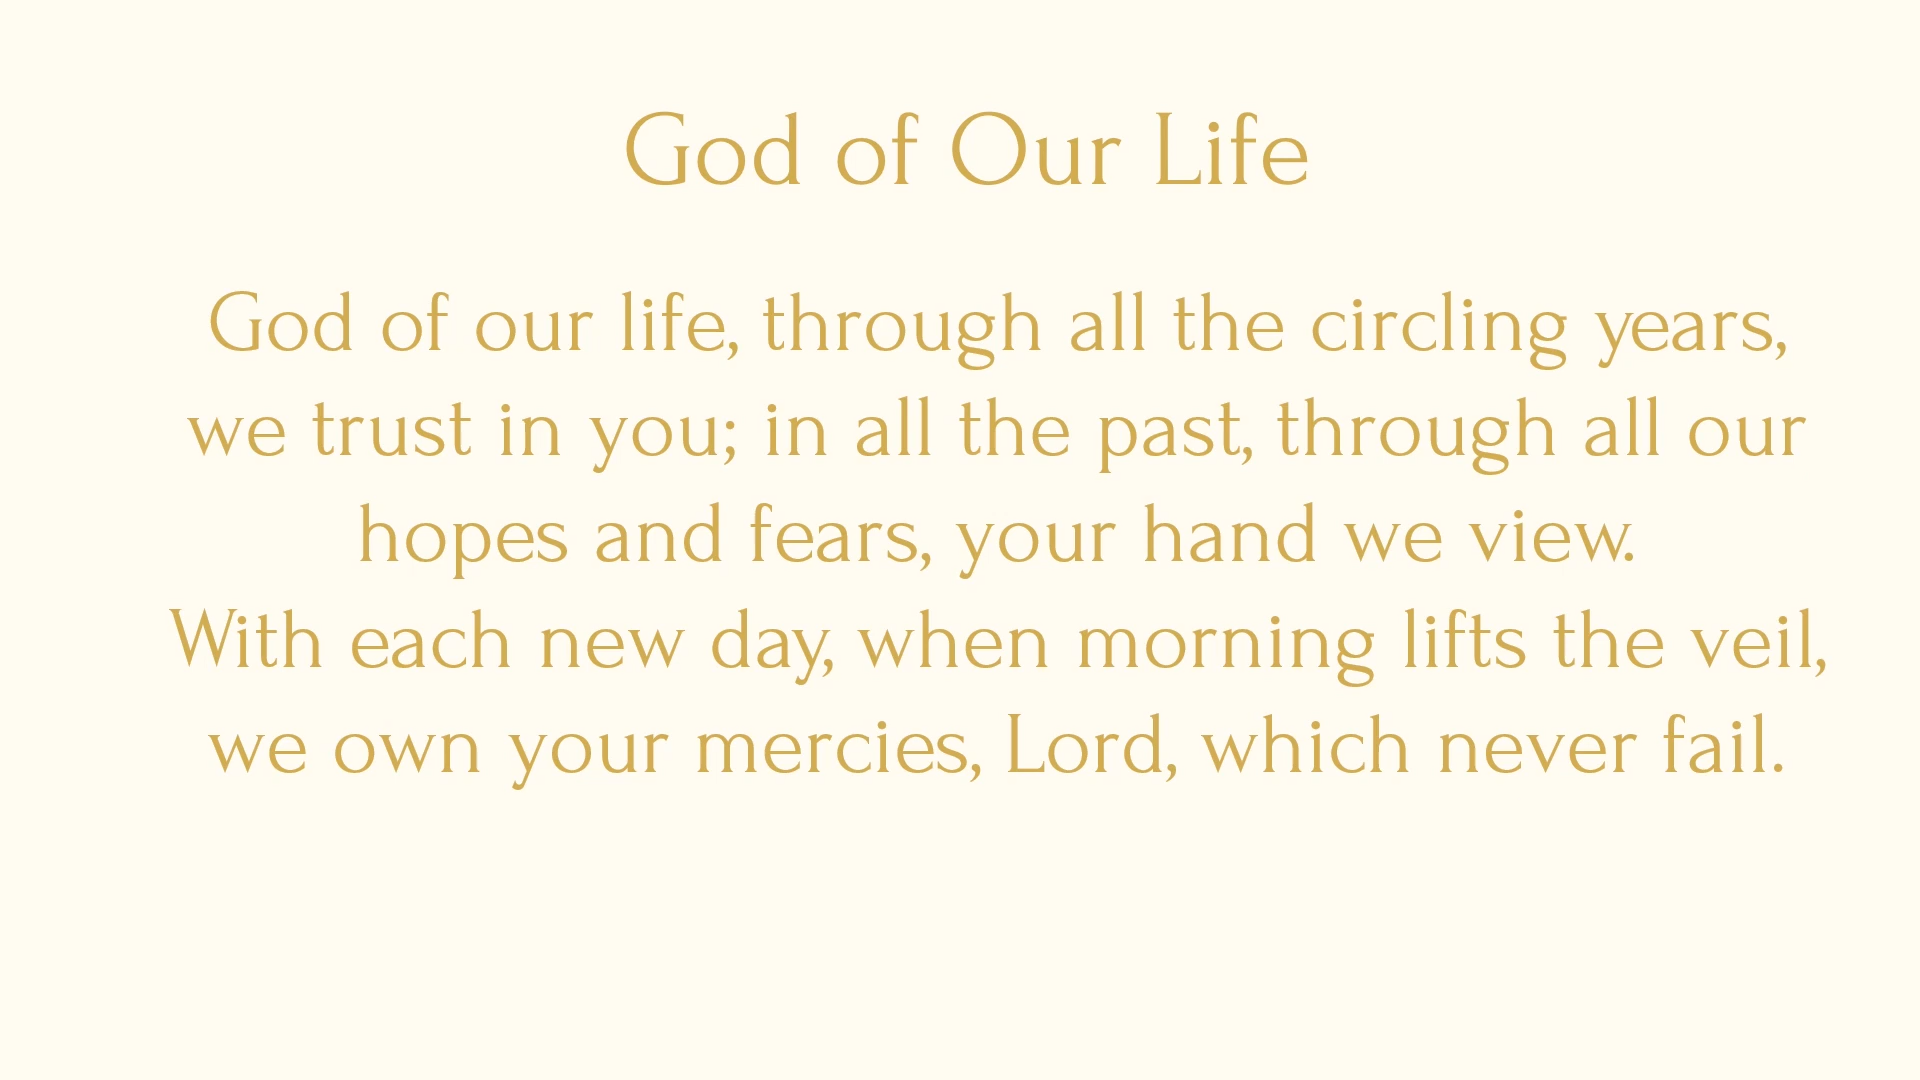 God of Our Life
God of our life, through all the circling years,
we trust in you; in all the past, through all our
hopes and fears, your hand we view.
With each new day, when morning lifts the veil,
we own your mercies, Lord, which never fail.